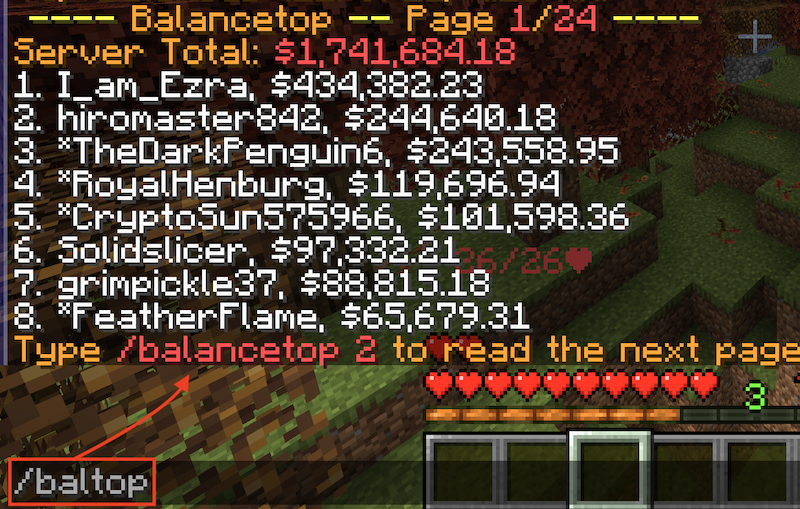 ---- Balancetop -- Page 1/24 ----
Server Total: $1,741,684.18
1. I_am_Ezra, $434,382.23
2. hiromaster842, $244,640.18
3. *TheDarkPenguin6, $243,558.95
4. *RoyalHenburg, $119,696.94
5. *CryptoSun575966, $101,598.36
6. Solidslicer, $97,332.21
26/26
7. grimpickle37, $88,815.18
8. *FeatherFlame, $65,679.31
Type /balancetop 2 to read the next page
3
/baltop